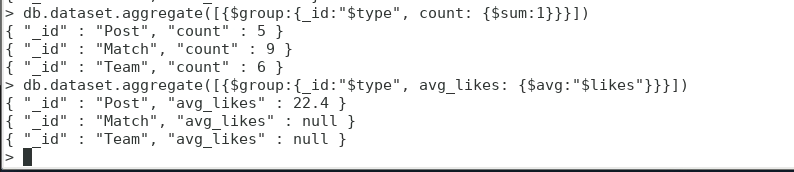 > db.dataset.aggregate([{$group:{_id:"$type", count: {$sum:1}}}])
{ "_id" : "Post", "count" : 5 }
{ "_id" : "Match", "count" : 9 }
{ "_id" : "Team", "count" : 6 }
> db.dataset.aggregate([{$group:{_id:"$type", avg_likes: {$avg:"$likes"}}}])
{ "_id" : "Post", "avg_likes" : 22.4 }
{ "_id" : "Match", "avg_likes" : null }
{ "_id" : "Team", "avg_likes" : null }
>